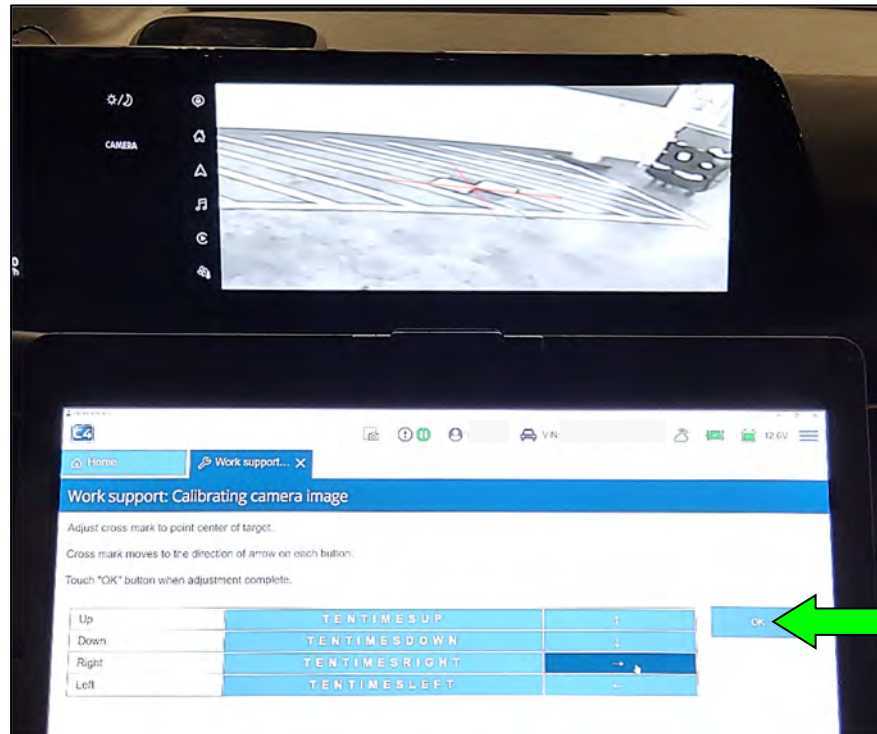 CAMERA
C4
VIN
12.6V
Home
Work support... X
Work support: Calibrating camera image
Adjust cross mark to point center of target.
Cross mark moves to the direction of arrow on each button.
Touch "OK" button when adjustment complete.
Up TENTIMESUP ↑ OK
Down TENTIMESDOWN ↓
Right TENTIMESRIGHT →
Left TENTIMESLEFT ←